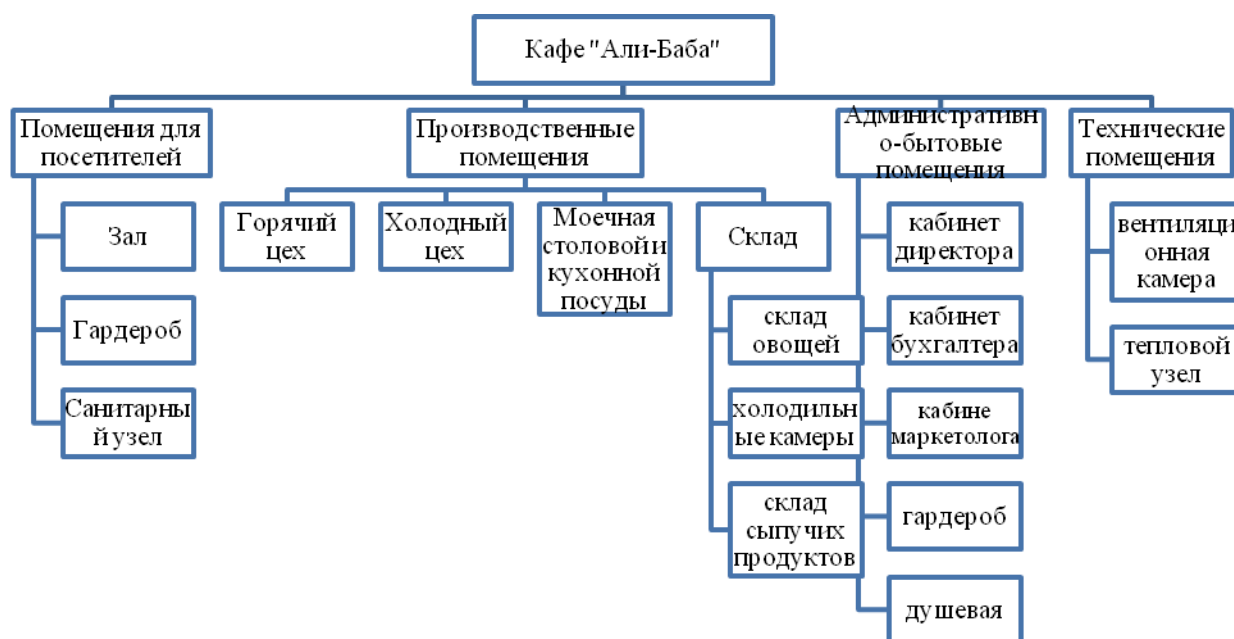 Кафе "Али-Баба"
Помещения для
посетителей
Производственные
помещения
Административн
о-бытовые
помещения
Технические
помещения
Зал
Гардероб
Санитарны
й узел
Горячий
цех
Холодный
цех
Моечная
столовой и
кухонной
посуды
Склад
склад
овощей
холодильн
ые камеры
склад
сыпучих
продуктов
кабинет
директора
кабинет
бухгалтера
кабине
маркетолога
гардероб
душевая
вентиляци
онная
камера
тепловой
узел